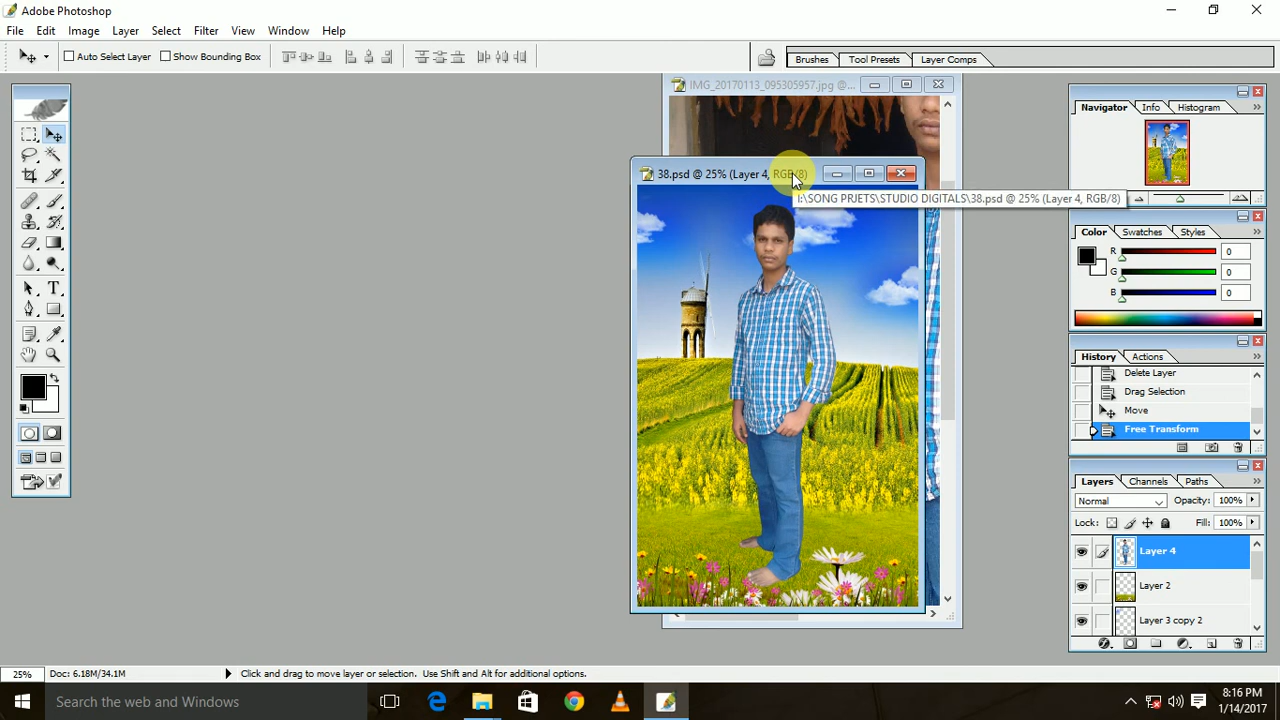 Adobe Photoshop
File Edit Image Layer Select Filter View Window Help
Auto Select Layer Show Bounding Box
Brushes Tool Presets Layer Comps
IMG_20170113_095305957.jpg @...
38.psd @ 25% (Layer 4, RGB/8)
I:\SONG PRJETS\STUDIO DIGITALS\38.psd @ 25% (Layer 4, RGB/8)
Navigator Info Histogram
Color Swatches Styles
R 0
G 0
B 0
History Actions
Delete Layer
Drag Selection
Move
Free Transform
Layers Channels Paths
Normal Opacity: 100%
Lock: Fill: 100%
Layer 4
Layer 2
Layer 3 copy 2
25% Doc: 6.18M/34.1M Click and drag to move layer or selection. Use Shift and Alt for additional options.
Search the web and Windows
8:16 PM
1/14/2017